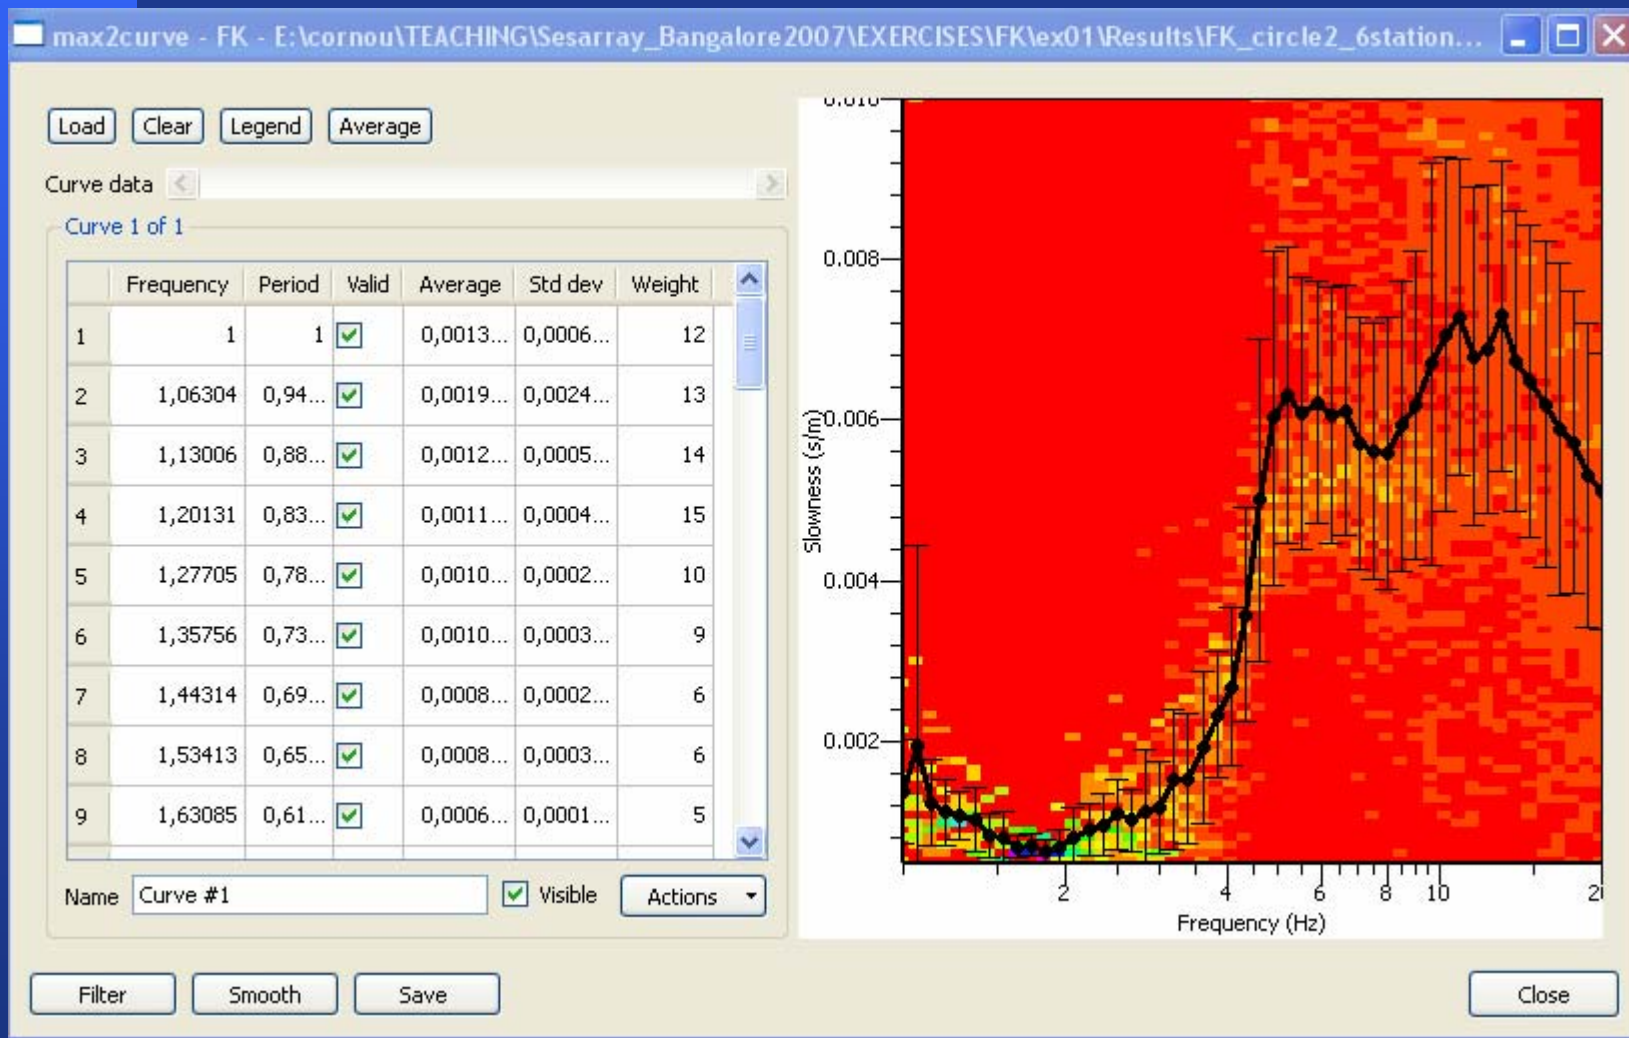 max2curve - FK - E:\cornou\TEACHING\Sesarray_Bangalore2007\EXERCISES\FK\ex01\Results\FK_circle2_6station...
Load Clear Legend Average
Curve data
Curve 1 of 1
Frequency Period Valid Average Std dev Weight
1 1 1 0,0013... 0,0006... 12
2 1,06304 0,94... 0,0019... 0,0024... 13
3 1,13006 0,88... 0,0012... 0,0005... 14
4 1,20131 0,83... 0,0011... 0,0004... 15
5 1,27705 0,78... 0,0010... 0,0002... 10
6 1,35756 0,73... 0,0010... 0,0003... 9
7 1,44314 0,69... 0,0008... 0,0002... 6
8 1,53413 0,65... 0,0008... 0,0003... 6
9 1,63085 0,61... 0,0006... 0,0001... 5
Name Curve #1 Visible Actions
Filter Smooth Save
0.010
0.008
0.006
0.004
0.002
Slowness (s/m)
2 4 6 8 10 2
Frequency (Hz)
Close